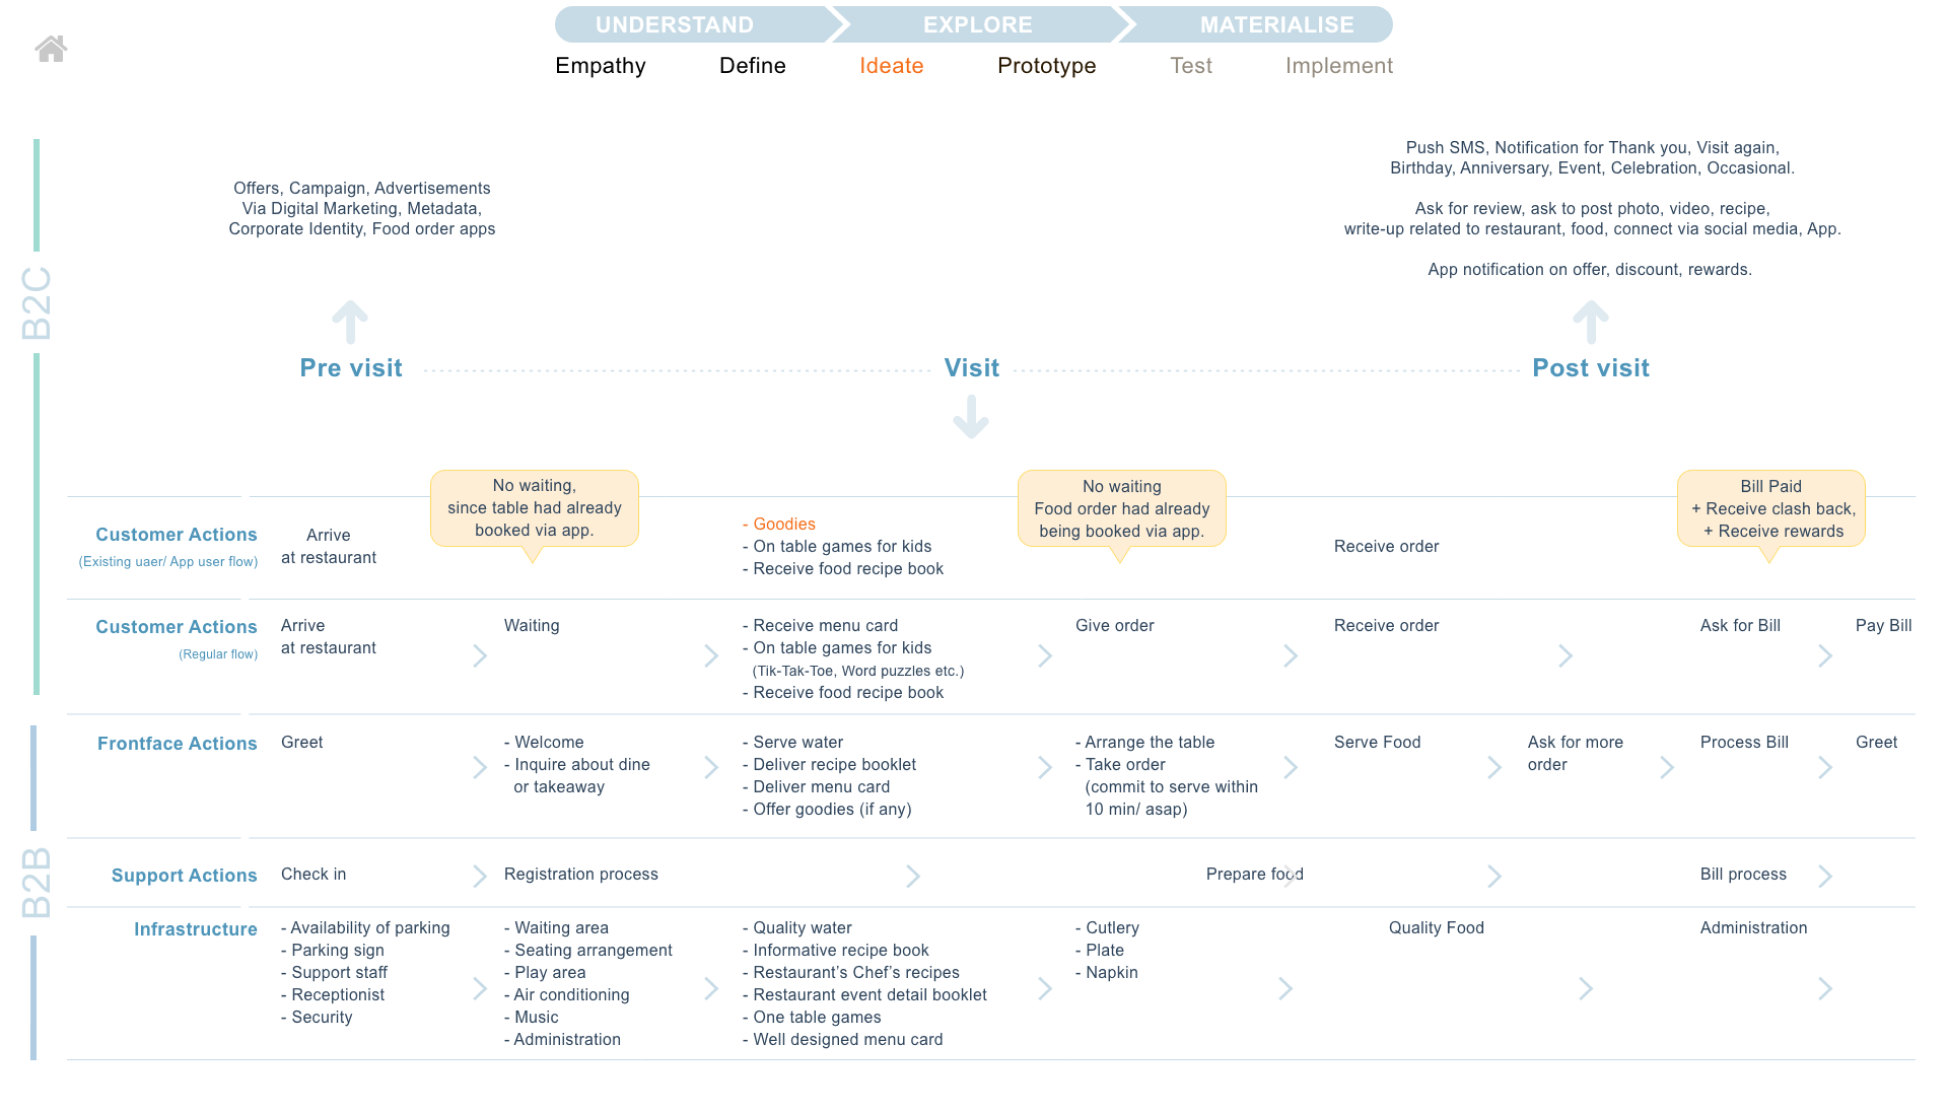 UNDERSTAND
EXPLORE
MATERIALISE
Empathy
Define
Ideate
Prototype
Test
Implement
B2C
Offers, Campaign, Advertisements
Via Digital Marketing, Metadata,
Corporate Identity, Food order apps
Push SMS, Notification for Thank you, Visit again,
Birthday, Anniversary, Event, Celebration, Occasional.
Ask for review, ask to post photo, video, recipe,
write-up related to restaurant, food, connect via social media, App.
App notification on offer, discount, rewards.
Pre visit
Visit
Post visit
Customer Actions
(Existing uaer/ App user flow)
Arrive
at restaurant
No waiting,
since table had already
booked via app.
- Goodies
- On table games for kids
- Receive food recipe book
No waiting
Food order had already
being booked via app.
Receive order
Bill Paid
+ Receive clash back,
+ Receive rewards
Customer Actions
(Regular flow)
Arrive
at restaurant
Waiting
- Receive menu card
- On table games for kids
(Tik-Tak-Toe, Word puzzles etc.)
- Receive food recipe book
Give order
Receive order
Ask for Bill
Pay Bill
B2B
Frontface Actions
Greet
- Welcome
- Inquire about dine
or takeaway
- Serve water
- Deliver recipe booklet
- Deliver menu card
- Offer goodies (if any)
- Arrange the table
- Take order
(commit to serve within
10 min/ asap)
Serve Food
Ask for more
order
Process Bill
Greet
Support Actions
Check in
Registration process
Prepare food
Bill process
Infrastructure
- Availability of parking
- Parking sign
- Support staff
- Receptionist
- Security
- Waiting area
- Seating arrangement
- Play area
- Air conditioning
- Music
- Administration
- Quality water
- Informative recipe book
- Restaurant’s Chef’s recipes
- Restaurant event detail booklet
- One table games
- Well designed menu card
- Cutlery
- Plate
- Napkin
Quality Food
Administration